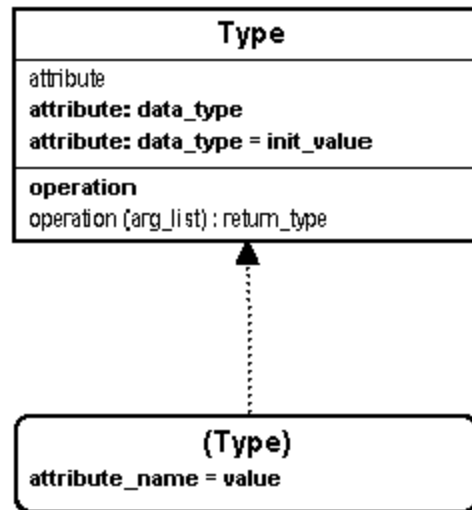 Type
attribute
attribute: data_type
attribute: data_type = init_value
operation
operation (arg_list) : return_type
(Type)
attribute_name = value